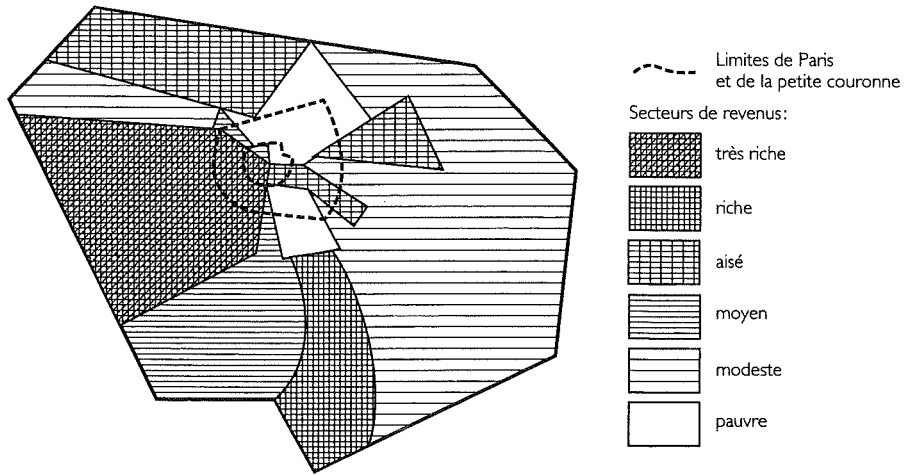 Limites de Paris
et de la petite couronne
Secteurs de revenus:
très riche
riche
aisé
moyen
modeste
pauvre